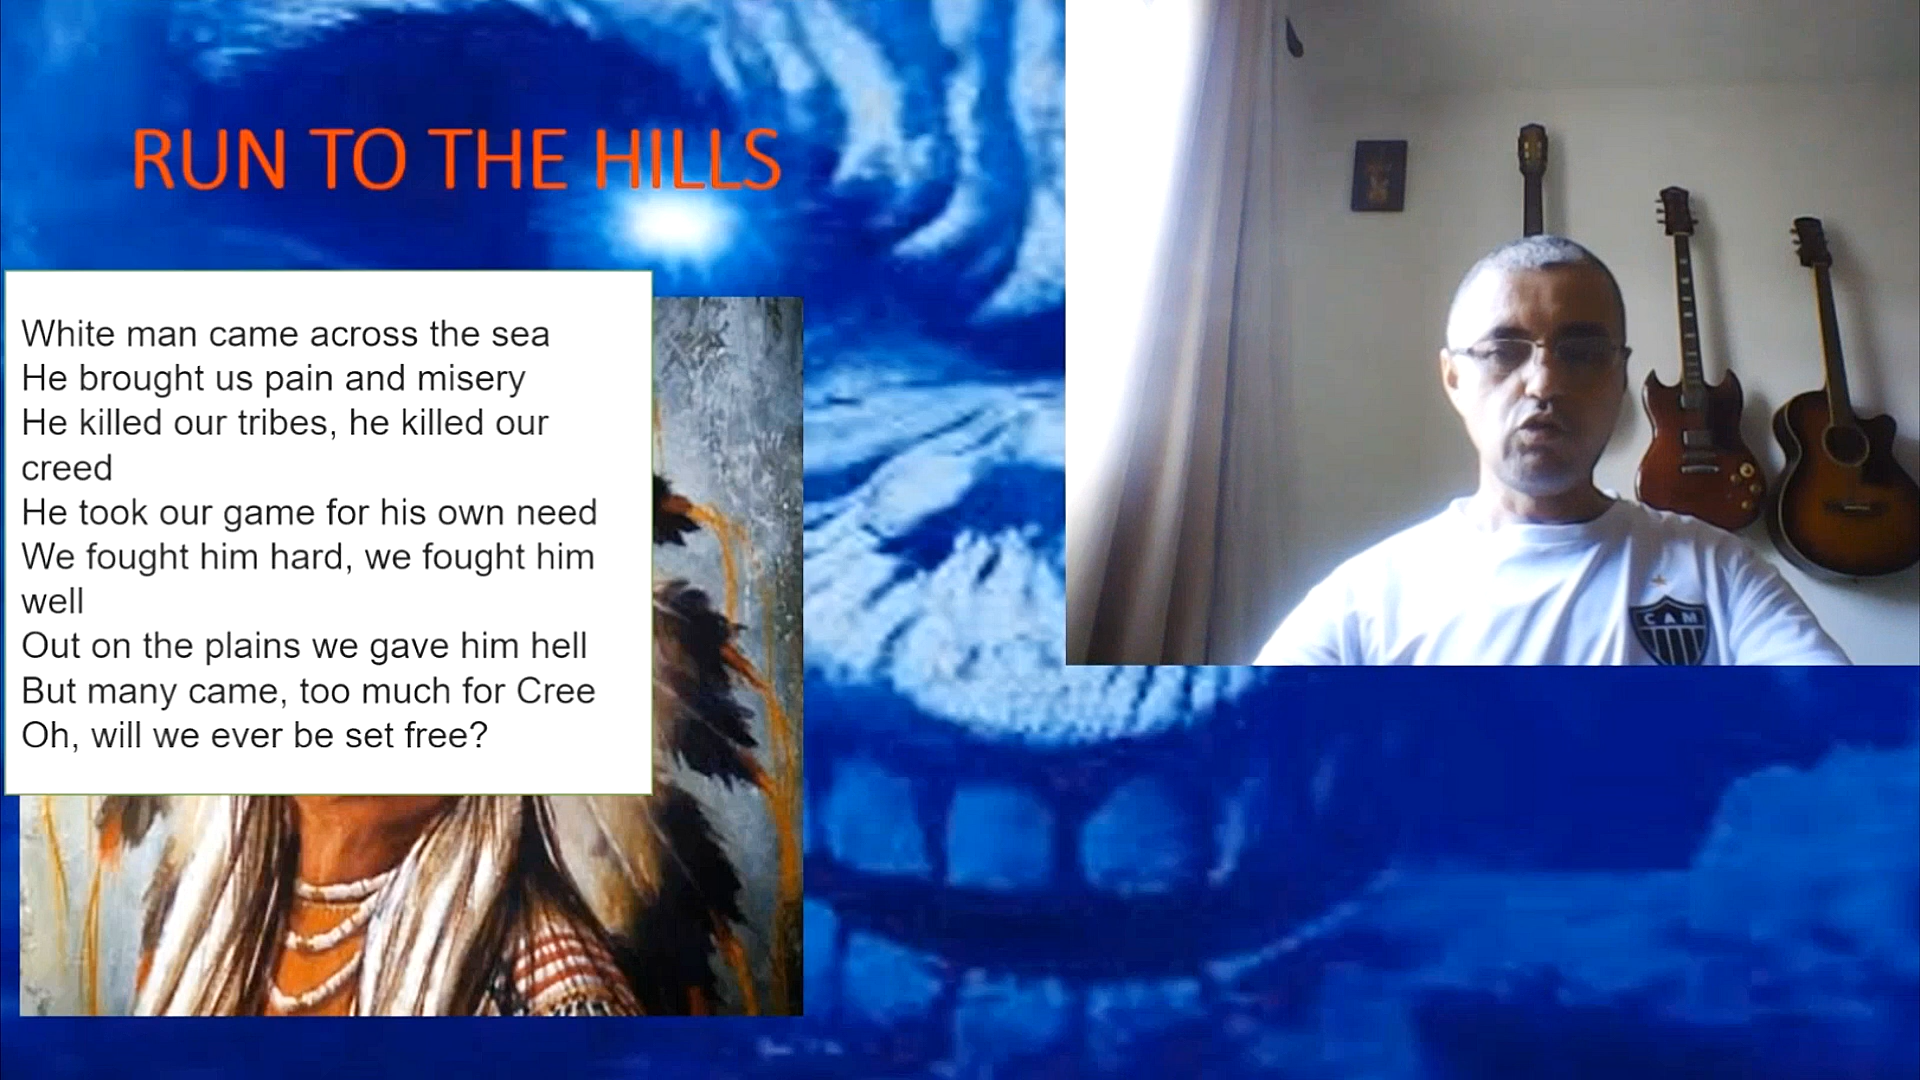 RUN TO THE HILLS
White man came across the sea
He brought us pain and misery
He killed our tribes, he killed our
creed
He took our game for his own need
We fought him hard, we fought him
well
Out on the plains we gave him hell
But many came, too much for Cree
Oh, will we ever be set free?
CAM